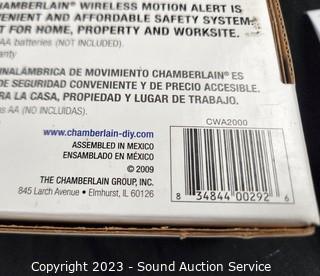 CHAMBERLAIN® WIRELESS MOTION ALERT IS
VENIENT AND AFFORDABLE SAFETY SYSTEM
T FOR HOME, PROPERTY AND WORKSITE.
AA batteries (NOT INCLUDED).
ranty
INALÁMBRICA DE MOVIMIENTO CHAMBERLAIN® ES
DE SEGURIDAD CONVENIENTE Y DE PRECIO ACCESIBLE.
RA LA CASA, PROPIEDAD Y LUGAR DE TRABAJO.
as AA (NO INCLUIDAS).
www.chamberlain-diy.com
CWA2000
ASSEMBLED IN MEXICO
ENSAMBLADO EN MÉXICO
© 2009
THE CHAMBERLAIN GROUP, INC.
845 Larch Avenue • Elmhurst, IL 60126
8 34844 00292 6
Copyright 2023 - Sound Auction Service